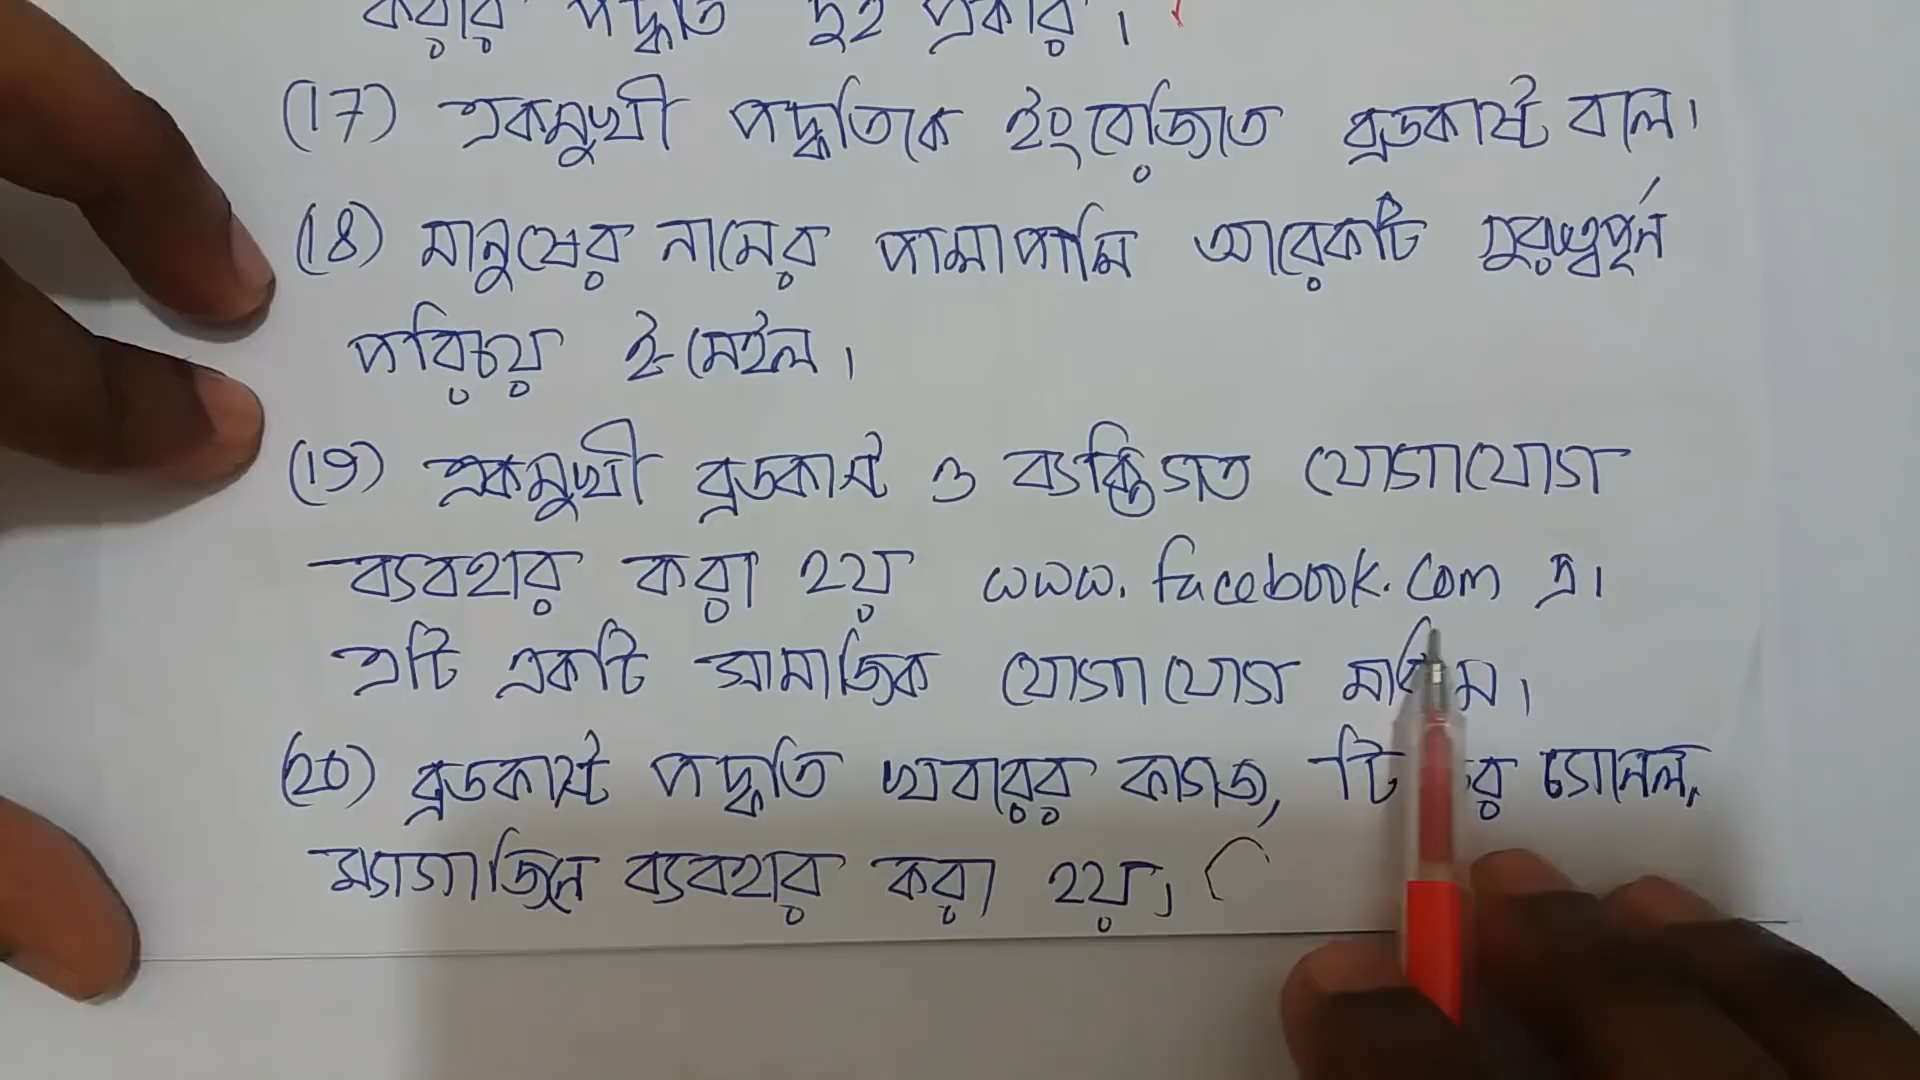 করার পদ্ধতি দুই প্রকার।
(17) একমুখী পদ্ধতিকে ইংরেজিতে ব্রডকাষ্ট বলে।
(18) মানুষের নামের পাশাপাশি আরেকটি গুরুত্বপূর্ন
পরিচয় ই-মেইল।
(19) একমুখী ব্রডকাষ্ট ও ব্যক্তিগত যোগাযোগ
ব্যবহার করা হয় www.facebook.com এ।
এটি একটি সামাজিক যোগাযোগ
(20) ব্রডকাষ্ট পদ্ধতি খবরের কাগজ, চ্যানেল,
ম্যাগাজিনে ব্যবহার করা হয়। (